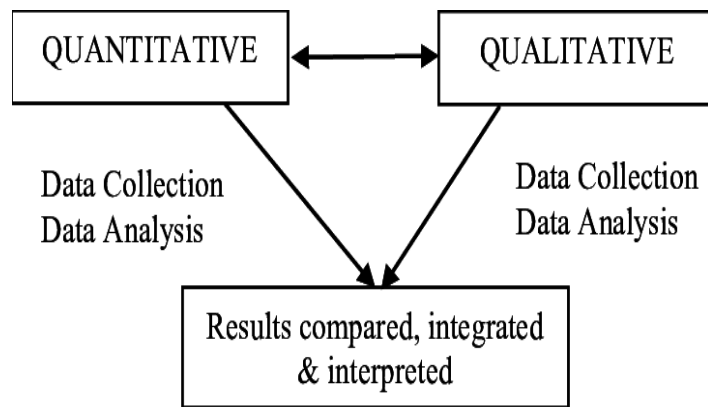 QUANTITATIVE
QUALITATIVE
Data Collection
Data Analysis
Data Collection
Data Analysis
Results compared, integrated
& interpreted